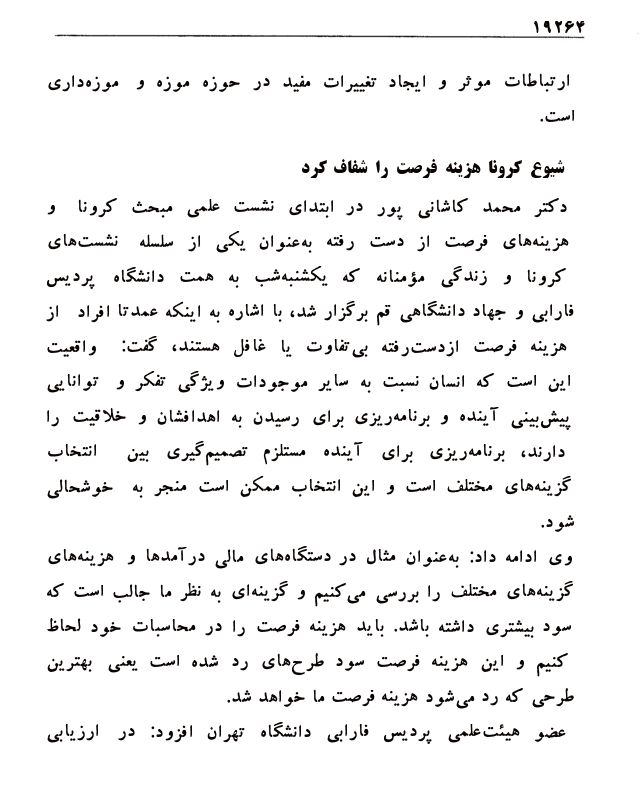 ۱۹۲۶۴
ارتباطات موثر و ایجاد تغییرات مفید در حوزه موزه و موزه‌داری
است.
شیوع کرونا هزینه فرصت را شفاف کرد
دکتر محمد کاشانی پور در ابتدای نشست علمی مبحث کرونا و
هزینه‌های فرصت از دست رفته به‌عنوان یکی از سلسله نشست‌های
کرونا و زندگی مؤمنانه که یکشنبه‌شب به همت دانشگاه پردیس
فارابی و جهاد دانشگاهی قم برگزار شد، با اشاره به اینکه عمدتا افراد از
هزینه فرصت ازدست‌رفته بی‌تفاوت یا غافل هستند، گفت: واقعیت
این است که انسان نسبت به سایر موجودات ویژگی تفکر و توانایی
پیش‌بینی آینده و برنامه‌ریزی برای رسیدن به اهدافشان و خلاقیت را
دارند، برنامه‌ریزی برای آینده مستلزم تصمیم‌گیری بین انتخاب
گزینه‌های مختلف است و این انتخاب ممکن است منجر به خوشحالی
شود.
وی ادامه داد: به‌عنوان مثال در دستگاه‌های مالی درآمدها و هزینه‌های
گزینه‌های مختلف را بررسی می‌کنیم و گزینه‌ای به نظر ما جالب است که
سود بیشتری داشته باشد. باید هزینه فرصت را در محاسبات خود لحاظ
کنیم و این هزینه فرصت سود طرح‌های رد شده است یعنی بهترین
طرحی که رد می‌شود هزینه فرصت ما خواهد شد.
عضو هیئت‌علمی پردیس فارابی دانشگاه تهران افزود: در ارزیابی